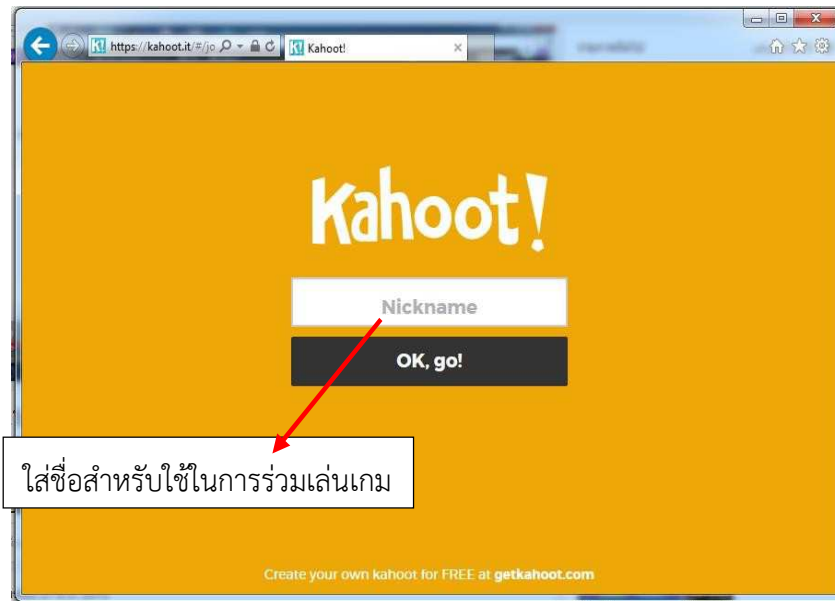 https://kahoot.it/#/jo
Kahoot!
Kahoot!
Nickname
OK, go!
ใส่ชื่อสำหรับใช้ในการร่วมเล่นเกม
Create your own kahoot for FREE at getkahoot.com